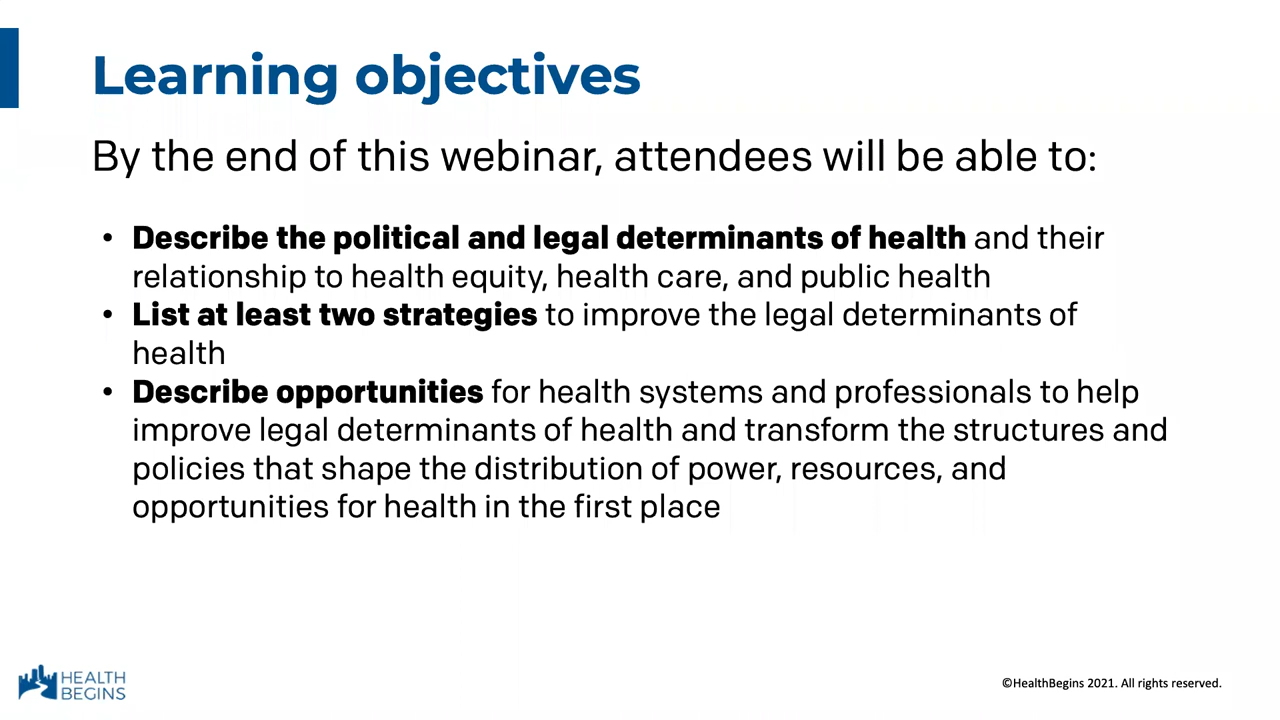 Learning objectives
By the end of this webinar, attendees will be able to:
• Describe the political and legal determinants of health and their
relationship to health equity, health care, and public health
• List at least two strategies to improve the legal determinants of
health
• Describe opportunities for health systems and professionals to help
improve legal determinants of health and transform the structures and
policies that shape the distribution of power, resources, and
opportunities for health in the first place
HEALTH
BEGINS
©HealthBegins 2021. All rights reserved.